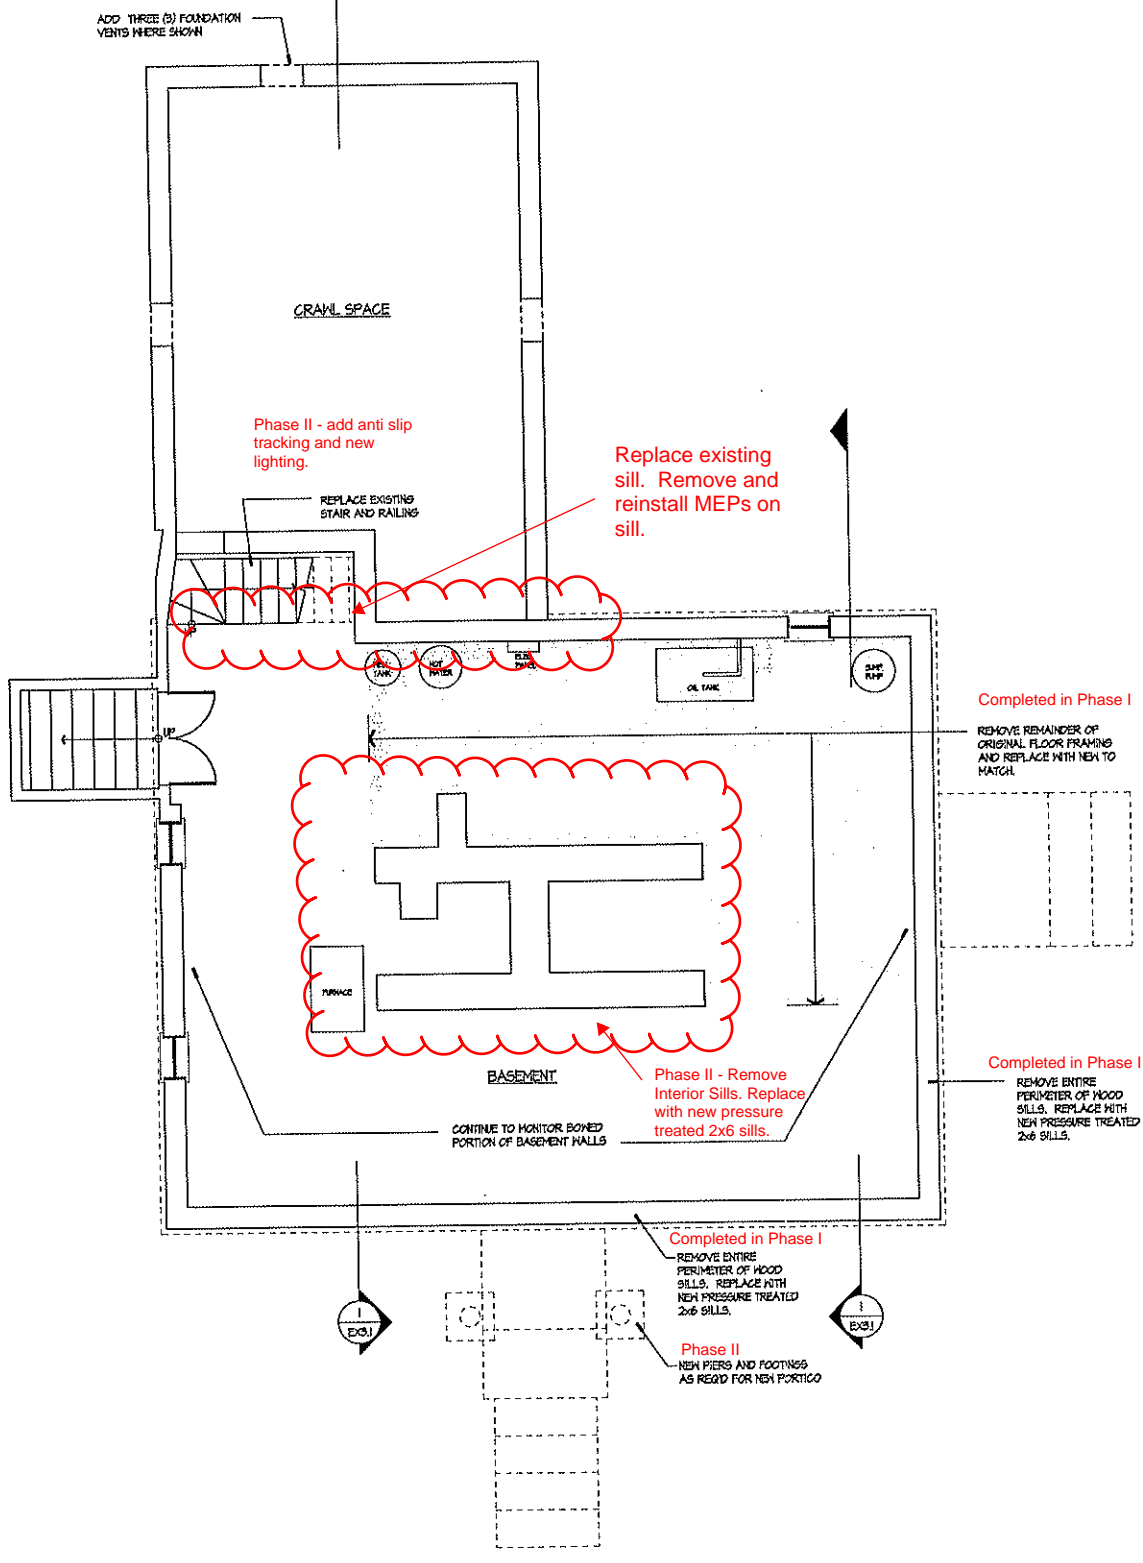 ADD THREE (3) FOUNDATION
VENTS WHERE SHOWN
CRAWL SPACE
Phase II - add anti slip
tracking and new
lighting.
REPLACE EXISTING
STAIR AND RAILING
Replace existing
sill. Remove and
reinstall MEPs on
sill.
TANK
HOT
WATER
ELEC
PANEL
OIL TANK
SUMP
PUMP
UP
Completed in Phase I
REMOVE REMAINDER OF
ORIGINAL FLOOR FRAMING
AND REPLACE WITH NEW TO
MATCH.
FURNACE
BASEMENT
Phase II - Remove
Interior Sills. Replace
with new pressure
treated 2x6 sills.
Completed in Phase I
REMOVE ENTIRE
PERIMETER OF WOOD
SILLS. REPLACE WITH
NEW PRESSURE TREATED
2x6 SILLS.
CONTINUE TO MONITOR BOWED
PORTION OF BASEMENT WALLS
Completed in Phase I
REMOVE ENTIRE
PERIMETER OF WOOD
SILLS. REPLACE WITH
NEW PRESSURE TREATED
2x6 SILLS.
1
EX3.1
1
EX3.1
Phase II
NEW PIERS AND FOOTINGS
AS REQ'D FOR NEW PORTICO